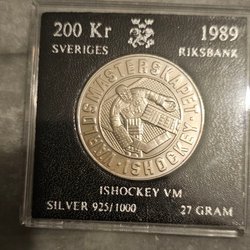 200 Kr 1989
SVERIGES RIKSBANK
VÄRLDSMÄSTERSKAPEN
· ISHOCKEY ·
ISHOCKEY VM
SILVER 925/1000 27 GRAM